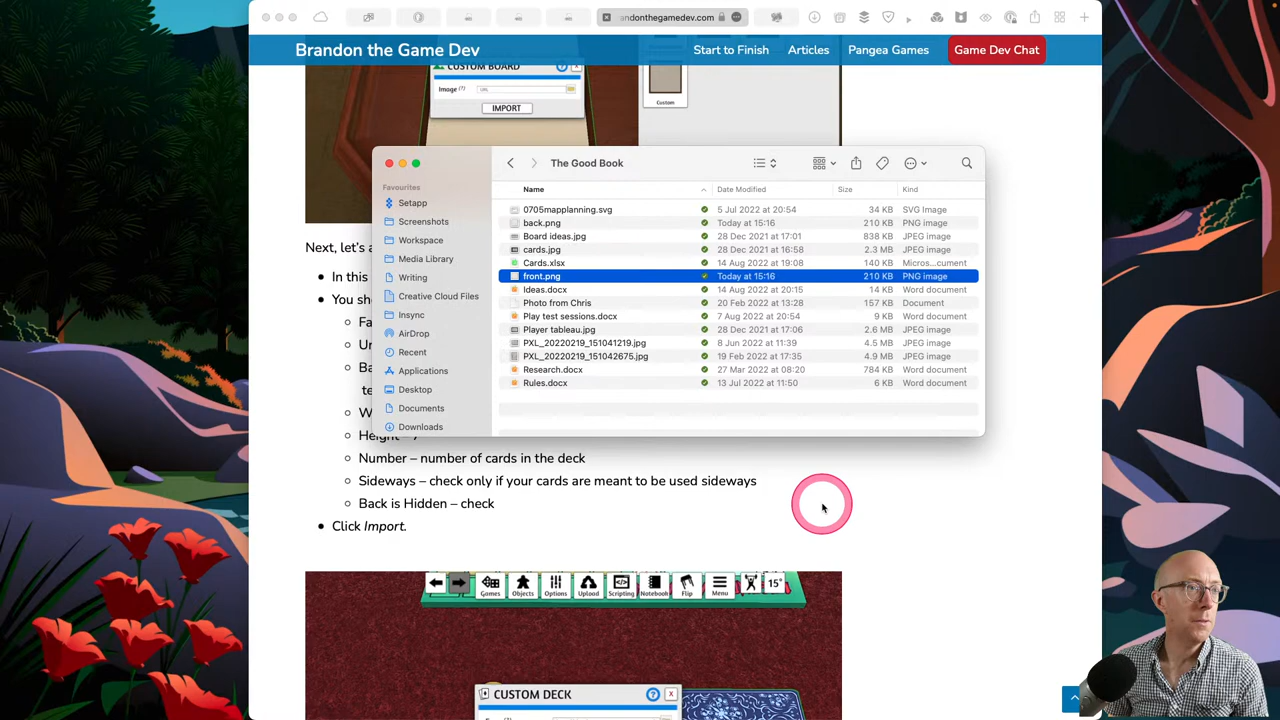 andonthegamedev.com
Brandon the Game Dev
Start to Finish
Articles
Pangea Games
Game Dev Chat
CUSTOM BOARD
Image (?)
URL
IMPORT
Custom
The Good Book
Favourites
Setapp
Screenshots
Workspace
Media Library
Writing
Creative Cloud Files
Insync
AirDrop
Recent
Applications
Desktop
Documents
Downloads
Name Date Modified Size Kind
0705mapplanning.svg 5 Jul 2022 at 20:54 34 KB SVG Image
back.png Today at 15:16 210 KB PNG image
Board ideas.jpg 28 Dec 2021 at 17:01 838 KB JPEG image
cards.jpg 28 Dec 2021 at 16:58 2.3 MB JPEG image
Cards.xlsx 14 Aug 2022 at 19:08 140 KB Micros...cument
front.png Today at 15:16 210 KB PNG image
Ideas.docx 14 Aug 2022 at 20:15 14 KB Word document
Photo from Chris 20 Feb 2022 at 13:28 157 KB Document
Play test sessions.docx 7 Aug 2022 at 20:54 9 KB Word document
Player tableau.jpg 28 Dec 2021 at 17:06 2.6 MB JPEG image
PXL_20220219_151041219.jpg 8 Jun 2022 at 11:39 4.5 MB JPEG image
PXL_20220219_151042675.jpg 19 Feb 2022 at 17:35 4.9 MB JPEG image
Research.docx 27 Mar 2022 at 08:20 784 KB Word document
Rules.docx 13 Jul 2022 at 11:50 6 KB Word document
Next, let's a
In this
You sh
Fa
Ur
Ba
te
W
Height – 7
Number – number of cards in the deck
Sideways – check only if your cards are meant to be used sideways
Back is Hidden – check
Click Import.
Games
Objects
Options
Upload
Scripting
Notebook
Flip
Menu
15°
CUSTOM DECK